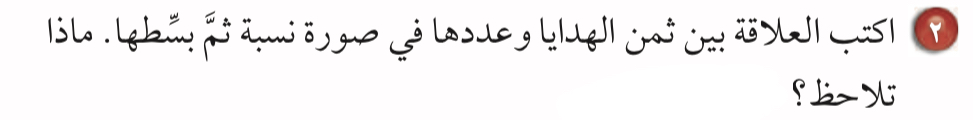 ٢ اكتب العلاقة بين ثمن الهدايا وعددها في صورة نسبة ثمَّ بسِّطها. ماذا
تلاحظ؟